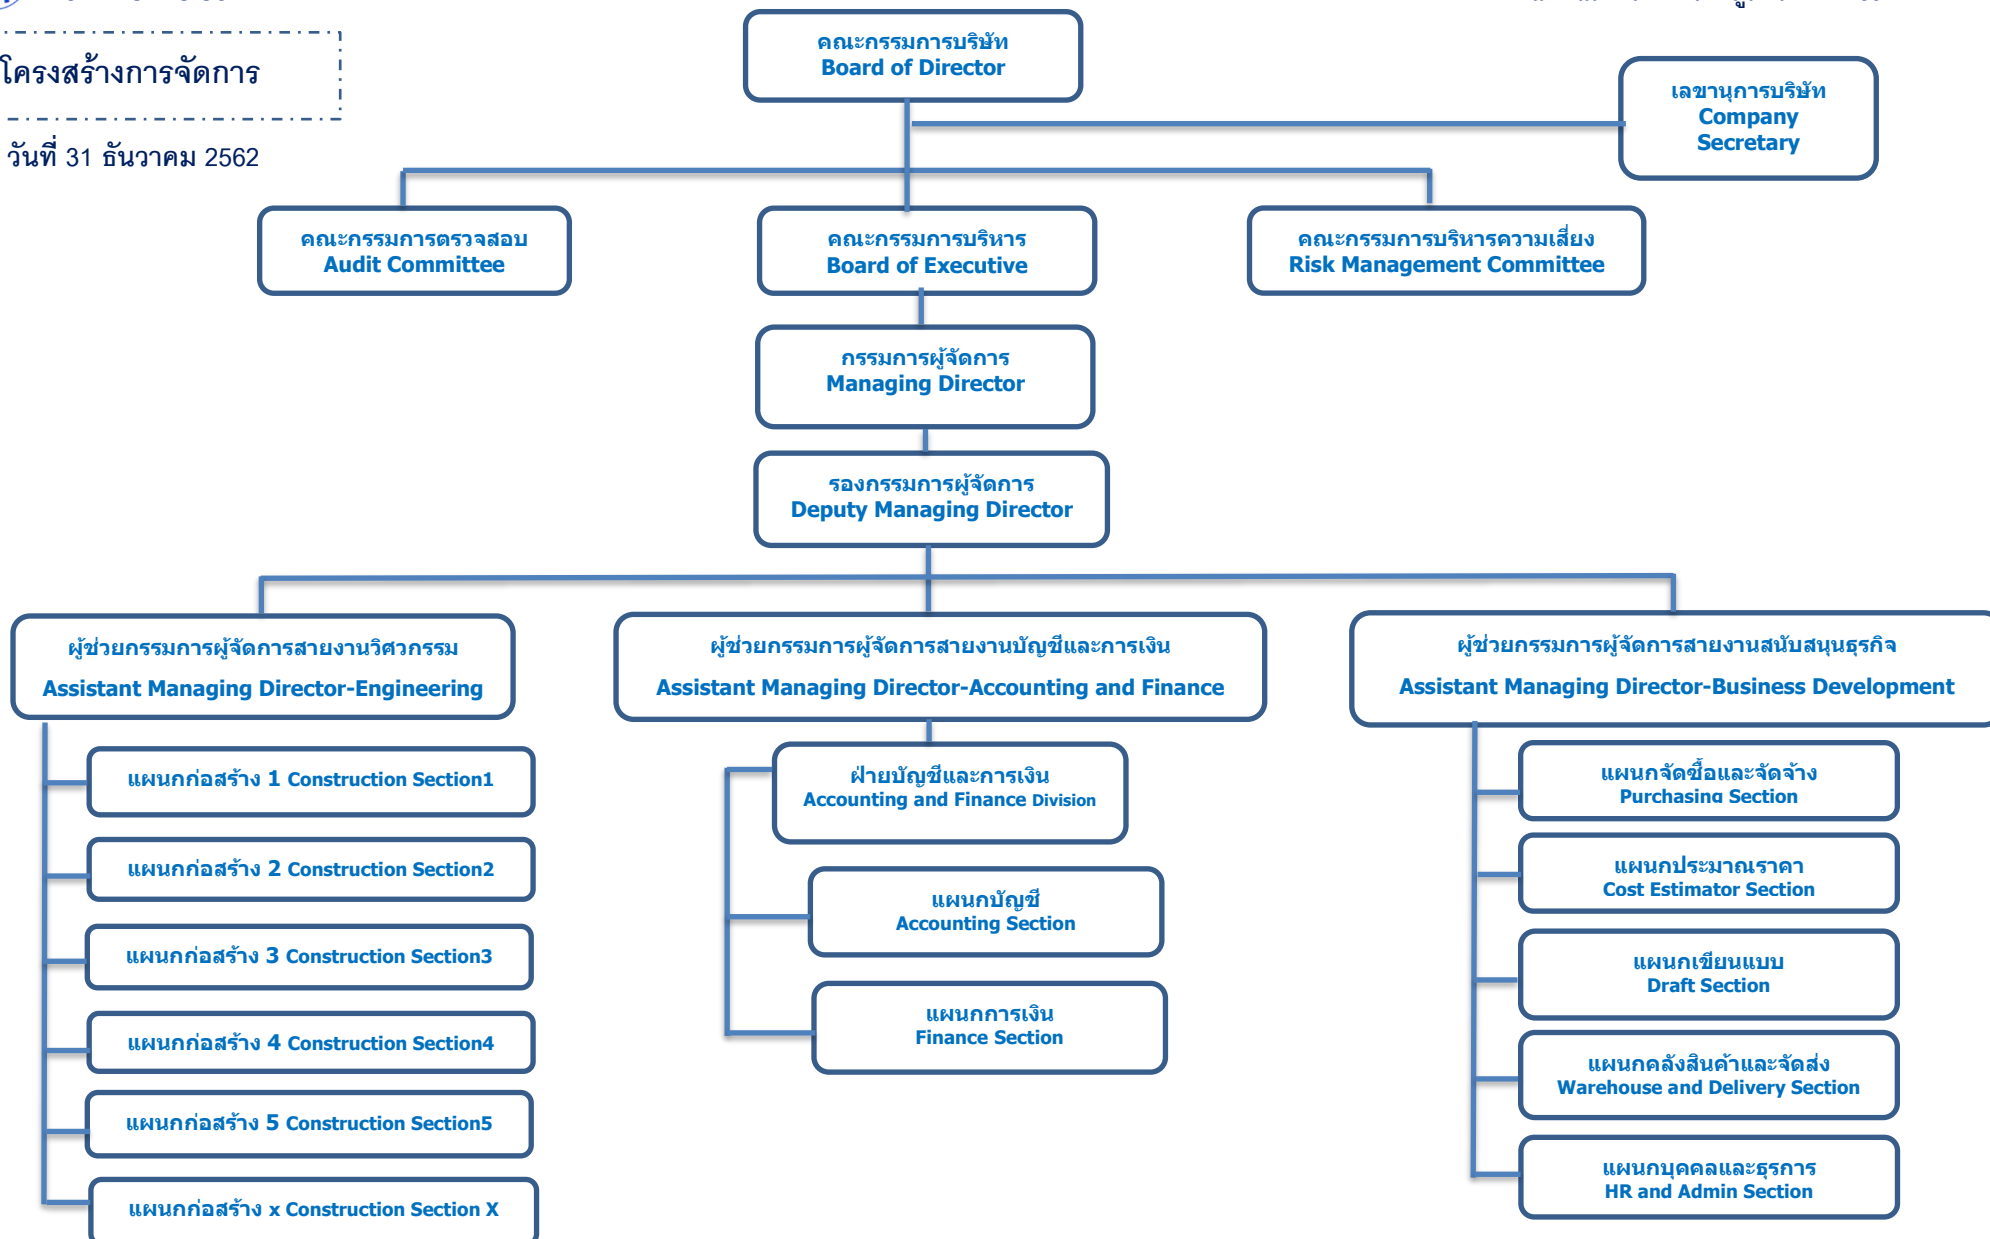 คณะกรรมการบริษัท
Board of Director
โครงสร้างการจัดการ
วันที่ 31 ธันวาคม 2562
เลขานุการบริษัท
Company
Secretary
คณะกรรมการตรวจสอบ
Audit Committee
คณะกรรมการบริหาร
Board of Executive
คณะกรรมการบริหารความเสี่ยง
Risk Management Committee
กรรมการผู้จัดการ
Managing Director
รองกรรมการผู้จัดการ
Deputy Managing Director
ผู้ช่วยกรรมการผู้จัดการสายงานวิศวกรรม
Assistant Managing Director-Engineering
ผู้ช่วยกรรมการผู้จัดการสายงานบัญชีและการเงิน
Assistant Managing Director-Accounting and Finance
ผู้ช่วยกรรมการผู้จัดการสายงานสนับสนุนธุรกิจ
Assistant Managing Director-Business Development
แผนกก่อสร้าง 1 Construction Section1
แผนกก่อสร้าง 2 Construction Section2
แผนกก่อสร้าง 3 Construction Section3
แผนกก่อสร้าง 4 Construction Section4
แผนกก่อสร้าง 5 Construction Section5
แผนกก่อสร้าง x Construction Section X
ฝ่ายบัญชีและการเงิน
Accounting and Finance Division
แผนกบัญชี
Accounting Section
แผนกการเงิน
Finance Section
แผนกจัดซื้อและจัดจ้าง
Purchasing Section
แผนกประมาณราคา
Cost Estimator Section
แผนกเขียนแบบ
Draft Section
แผนกคลังสินค้าและจัดส่ง
Warehouse and Delivery Section
แผนกบุคคลและธุรการ
HR and Admin Section